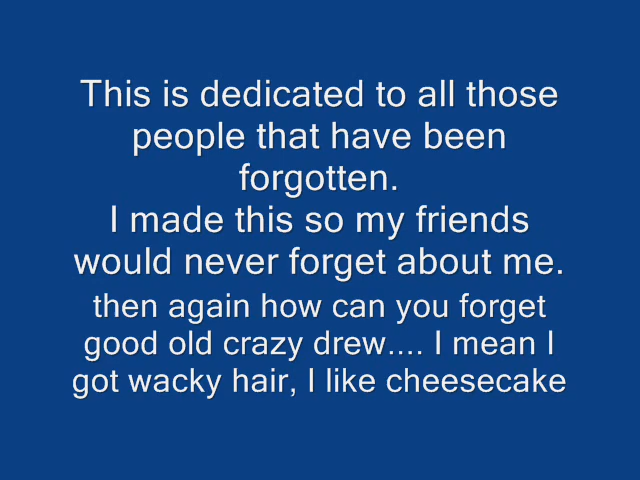 This is dedicated to all those
people that have been
forgotten.
I made this so my friends
would never forget about me.
then again how can you forget
good old crazy drew.... I mean I
got wacky hair, I like cheesecake